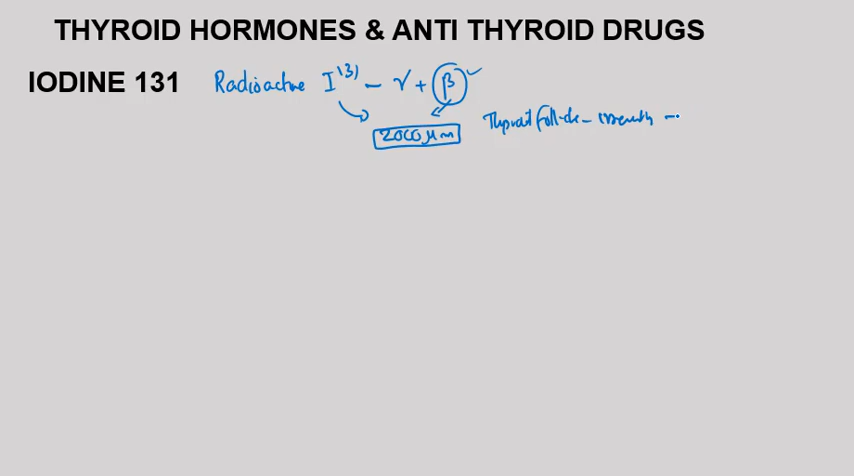 THYROID HORMONES & ANTI THYROID DRUGS
IODINE 131 Radioactive I¹³¹ – γ + β ✓
2000 μm Thyroid follicle –